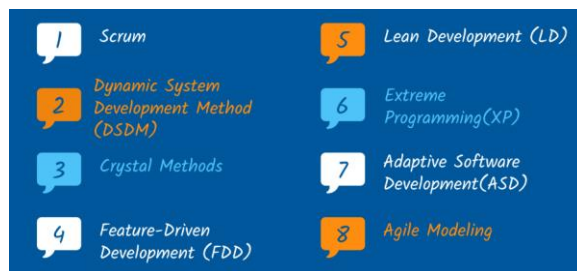 1 Scrum
2 Dynamic System
Development Method
(DSDM)
3 Crystal Methods
4 Feature-Driven
Development (FDD)
5 Lean Development (LD)
6 Extreme
Programming(XP)
7 Adaptive Software
Development(ASD)
8 Agile Modeling